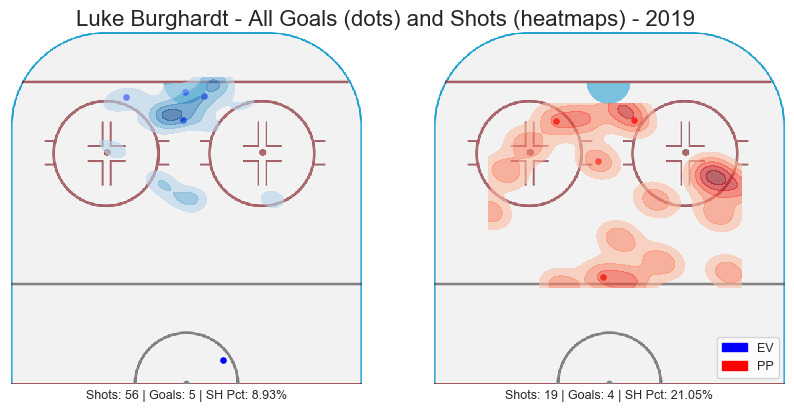 Luke Burghardt - All Goals (dots) and Shots (heatmaps) - 2019
EV
PP
Shots: 56 | Goals: 5 | SH Pct: 8.93%
Shots: 19 | Goals: 4 | SH Pct: 21.05%